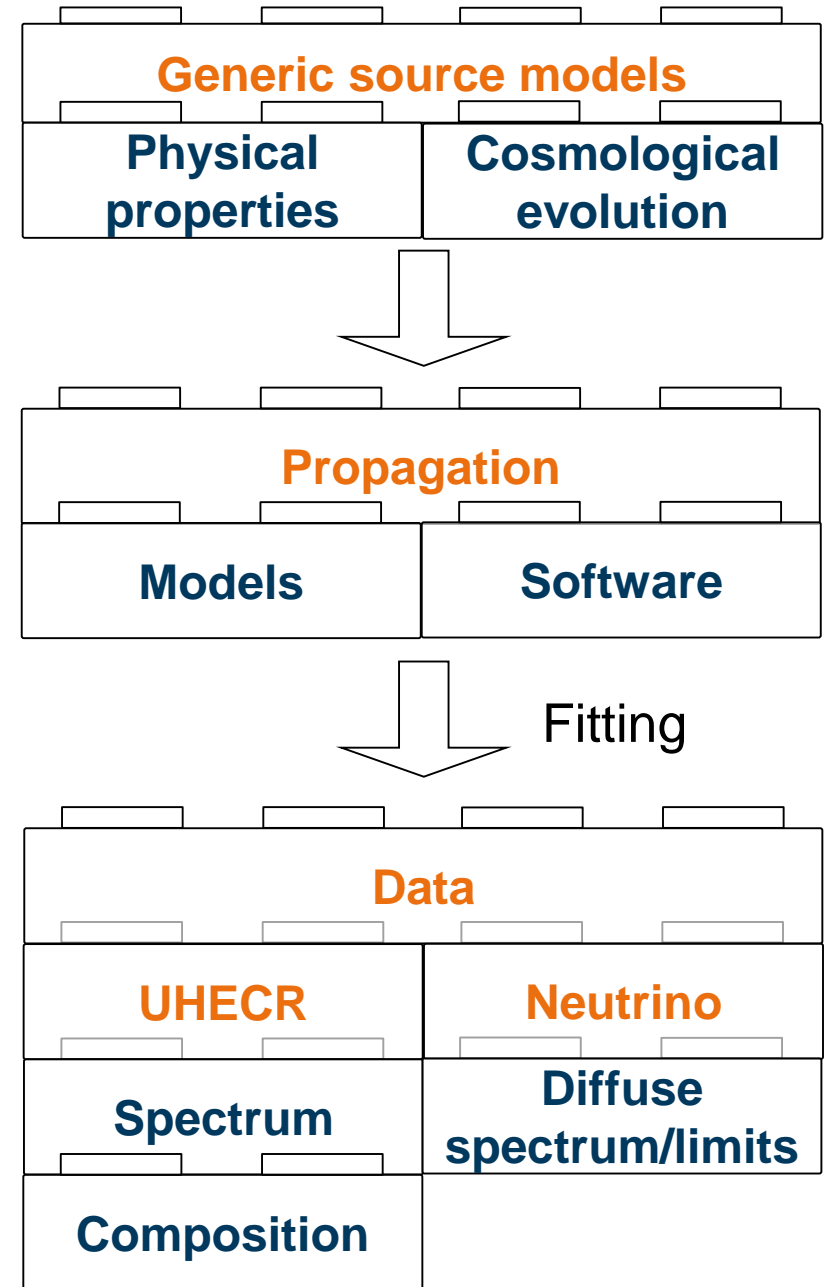 Generic source models
Physical
properties
Cosmological
evolution
Propagation
Models
Software
Fitting
Data
UHECR
Neutrino
Spectrum
Diffuse
spectrum/limits
Composition